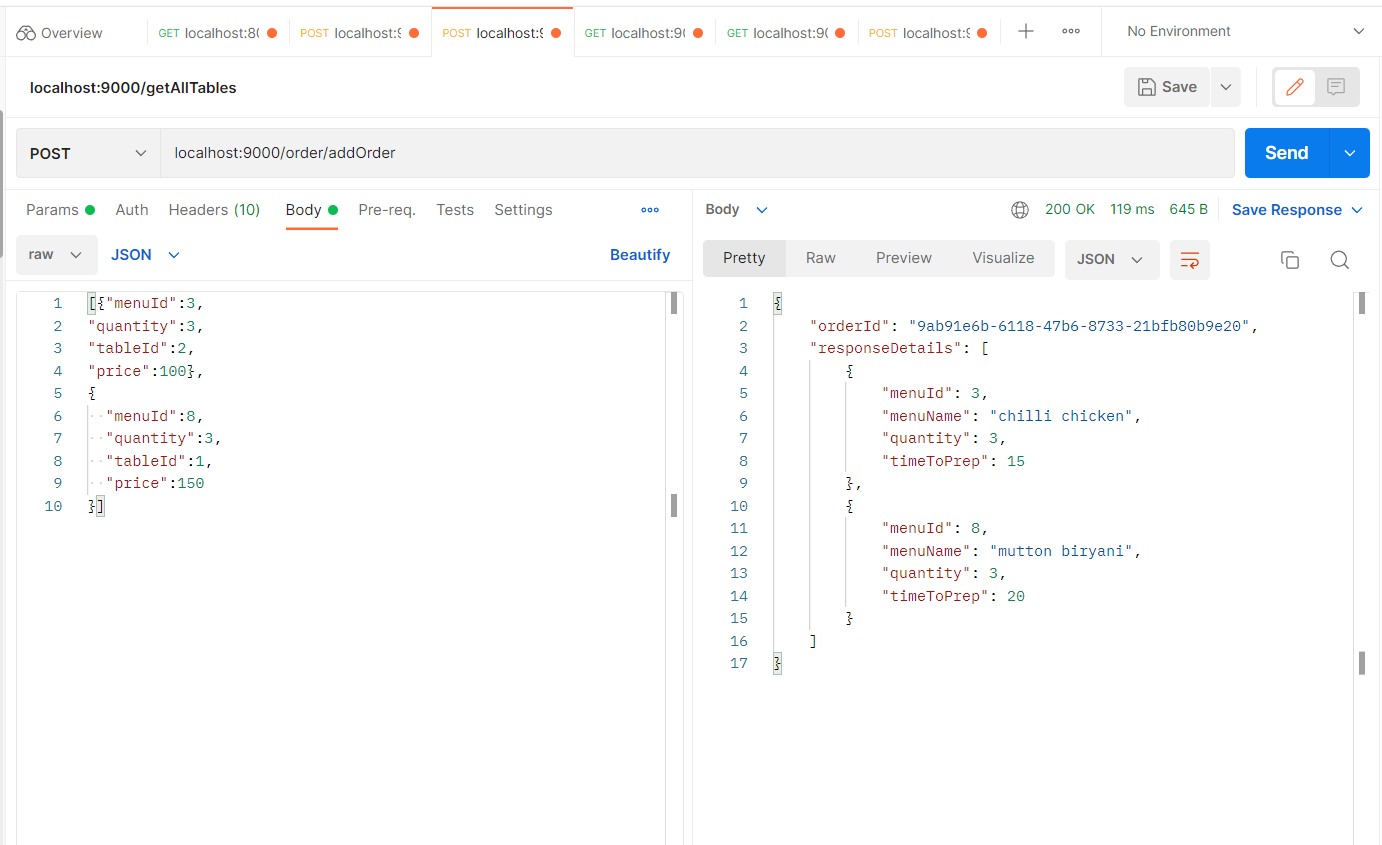 Overview GET localhost:80 POST localhost:9 POST localhost:9 GET localhost:90 GET localhost:90 POST localhost:9 No Environment
localhost:9000/getAllTables Save
POST localhost:9000/order/addOrder Send
Params Auth Headers (10) Body Pre-req. Tests Settings
raw JSON Beautify
1 [{"menuId":3,
2 "quantity":3,
3 "tableId":2,
4 "price":100},
5 {
6 "menuId":8,
7 "quantity":3,
8 "tableId":1,
9 "price":150
10 }]
Body 200 OK 119 ms 645 B Save Response
Pretty Raw Preview Visualize JSON
1 {
2 "orderId": "9ab91e6b-6118-47b6-8733-21bfb80b9e20",
3 "responseDetails": [
4 {
5 "menuId": 3,
6 "menuName": "chilli chicken",
7 "quantity": 3,
8 "timeToPrep": 15
9 },
10 {
11 "menuId": 8,
12 "menuName": "mutton biryani",
13 "quantity": 3,
14 "timeToPrep": 20
15 }
16 ]
17 }